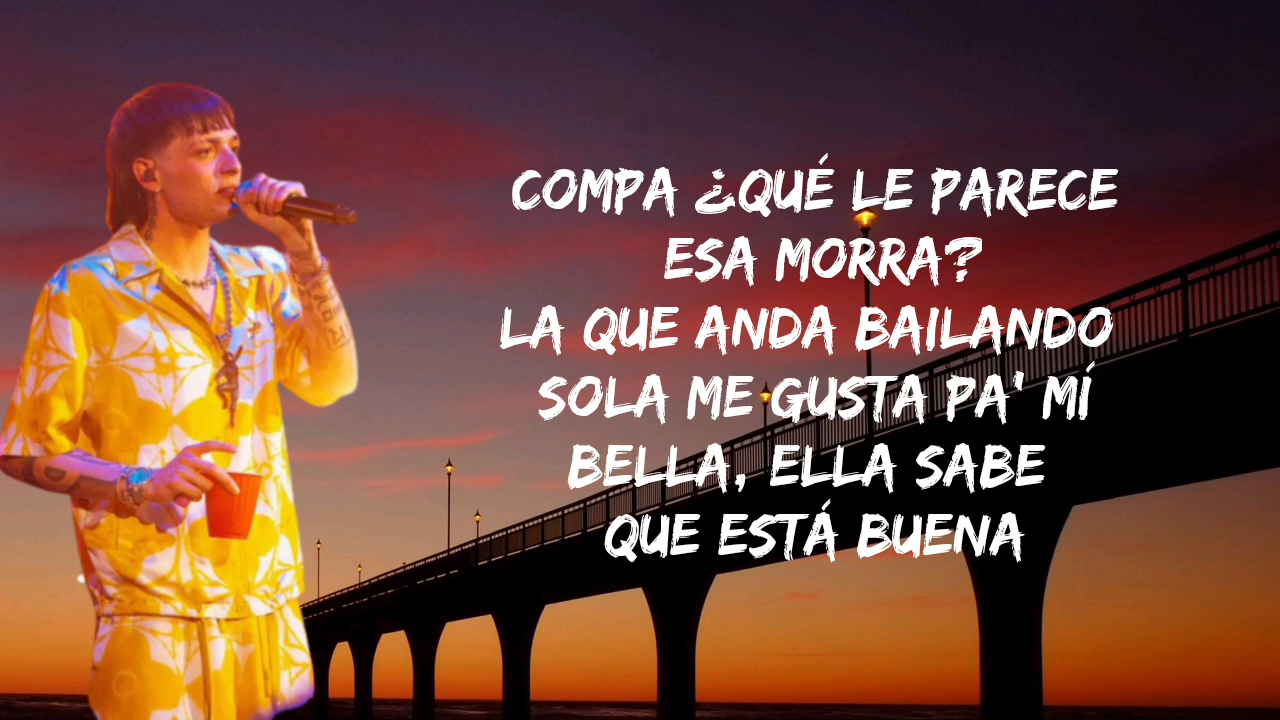 COMPA ¿QUÉ LE PARECE
ESA MORRA?
LA QUE ANDA BAILANDO
SOLA ME GUSTA PA' MÍ
BELLA, ELLA SABE
QUE ESTÁ BUENA